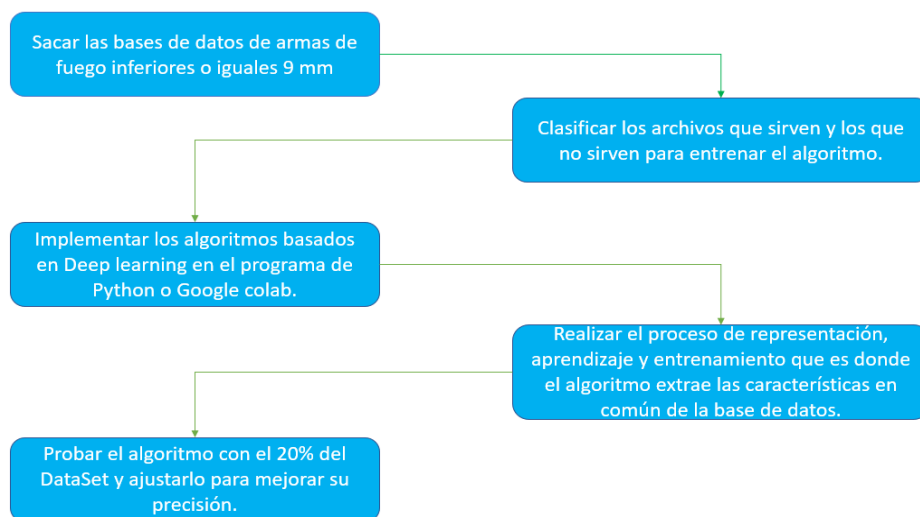 Sacar las bases de datos de armas de
fuego inferiores o iguales 9 mm
Clasificar los archivos que sirven y los que
no sirven para entrenar el algoritmo.
Implementar los algoritmos basados
en Deep learning en el programa de
Python o Google colab.
Realizar el proceso de representación,
aprendizaje y entrenamiento que es donde
el algoritmo extrae las características en
común de la base de datos.
Probar el algoritmo con el 20% del
DataSet y ajustarlo para mejorar su
precisión.